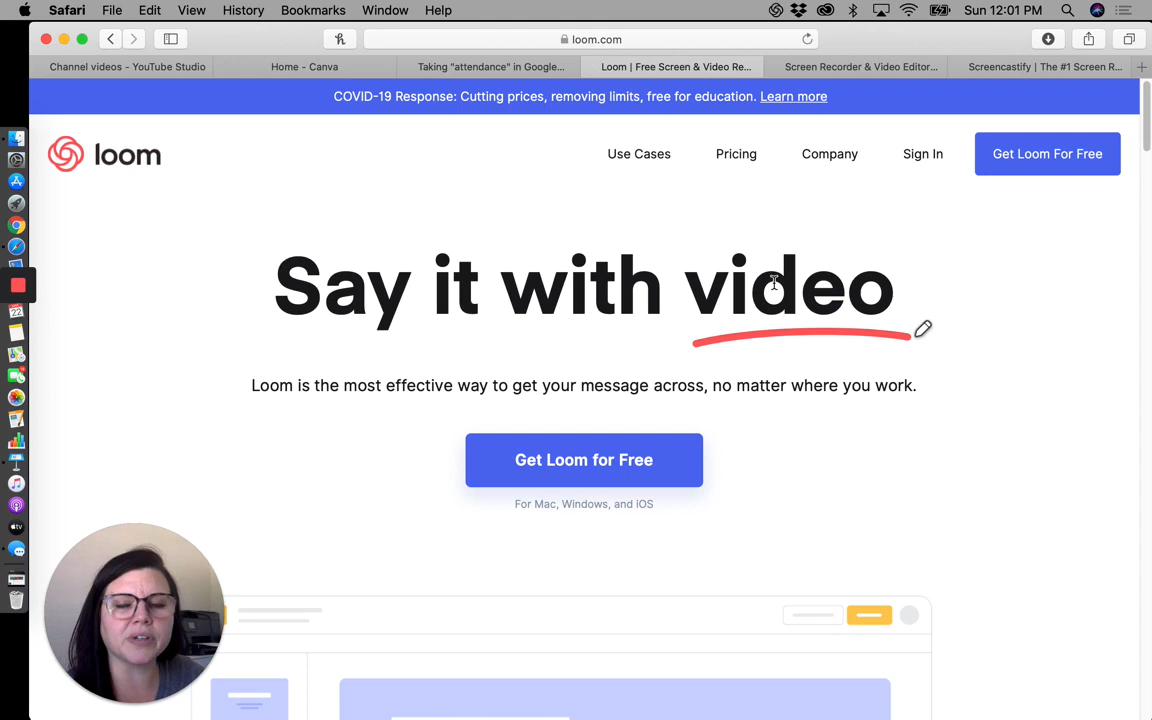 Safari File Edit View History Bookmarks Window Help Sun 12:01 PM
loom.com
Channel videos - YouTube Studio Home - Canva Taking "attendance" in Google... Loom | Free Screen & Video Re... Screen Recorder & Video Editor... Screencastify | The #1 Screen R...
COVID-19 Response: Cutting prices, removing limits, free for education. Learn more
loom Use Cases Pricing Company Sign In Get Loom For Free
Say it with video
Loom is the most effective way to get your message across, no matter where you work.
Get Loom for Free
For Mac, Windows, and iOS
22
tv